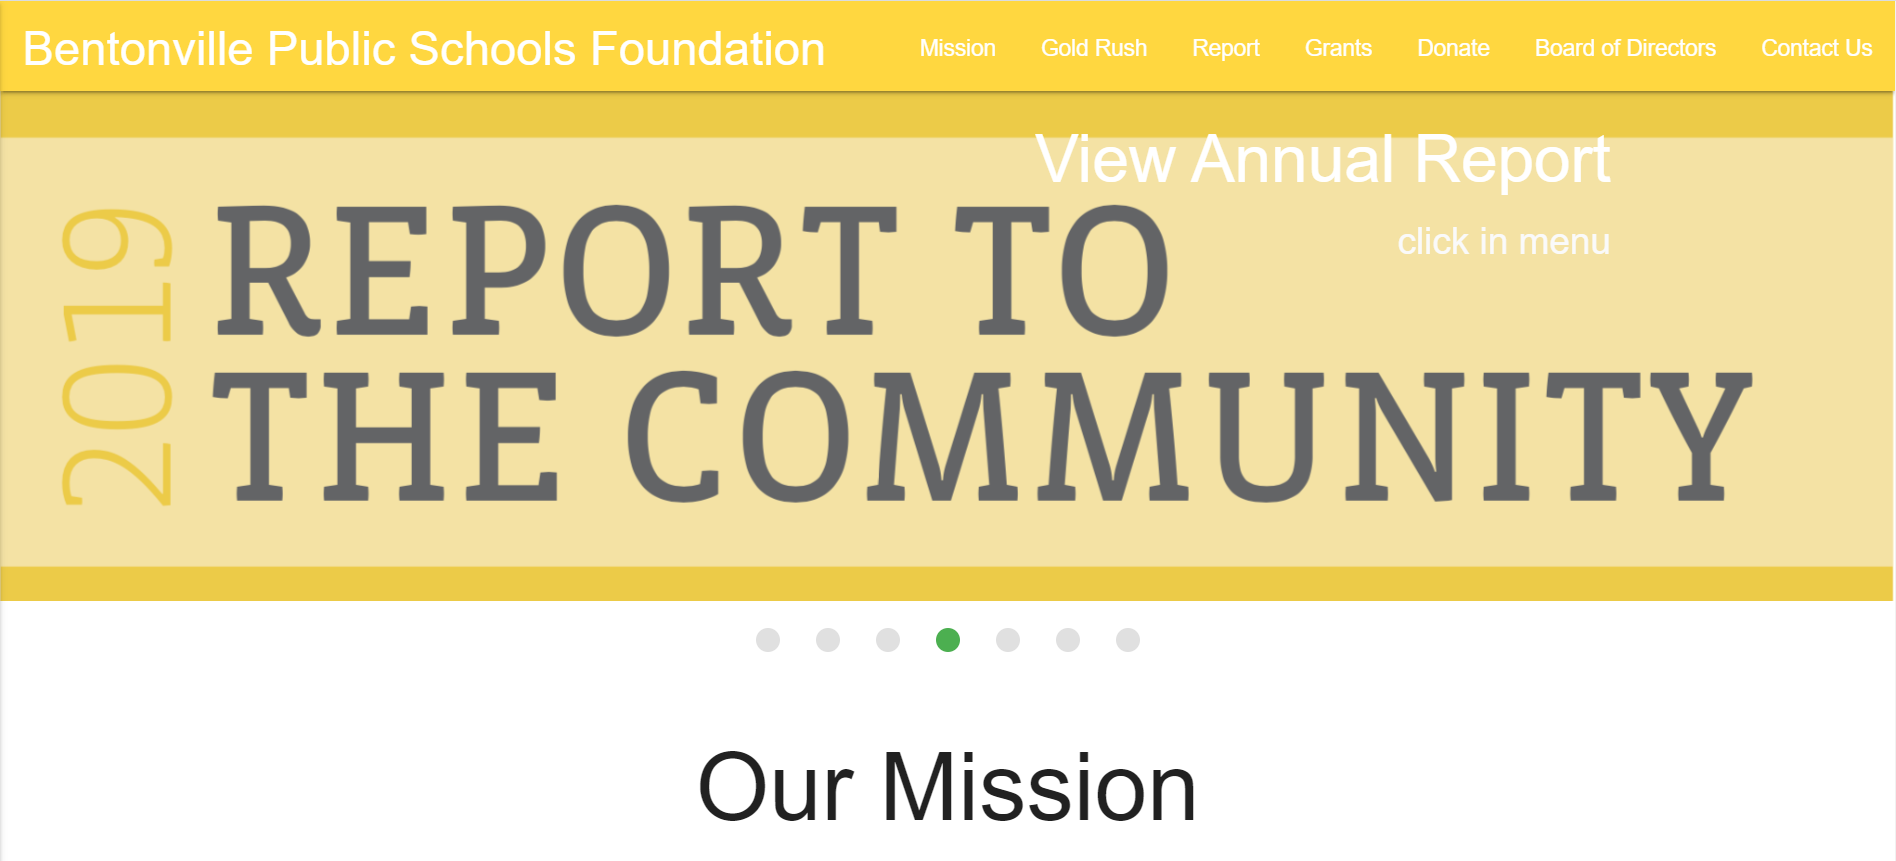 Bentonville Public Schools Foundation
Mission Gold Rush Report Grants Donate Board of Directors Contact Us
View Annual Report
click in menu
2019
REPORT TO
THE COMMUNITY
Our Mission